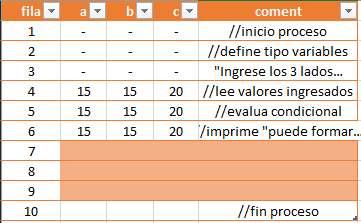 fila a b c coment
1 - - - //inicio proceso
2 - - - //define tipo variables
3 - - - "Ingrese los 3 lados...
4 15 15 20 //lee valores ingresados
5 15 15 20 //evalua condicional
6 15 15 20 //imprime "puede formar...
7
8
9
10 //fin proceso